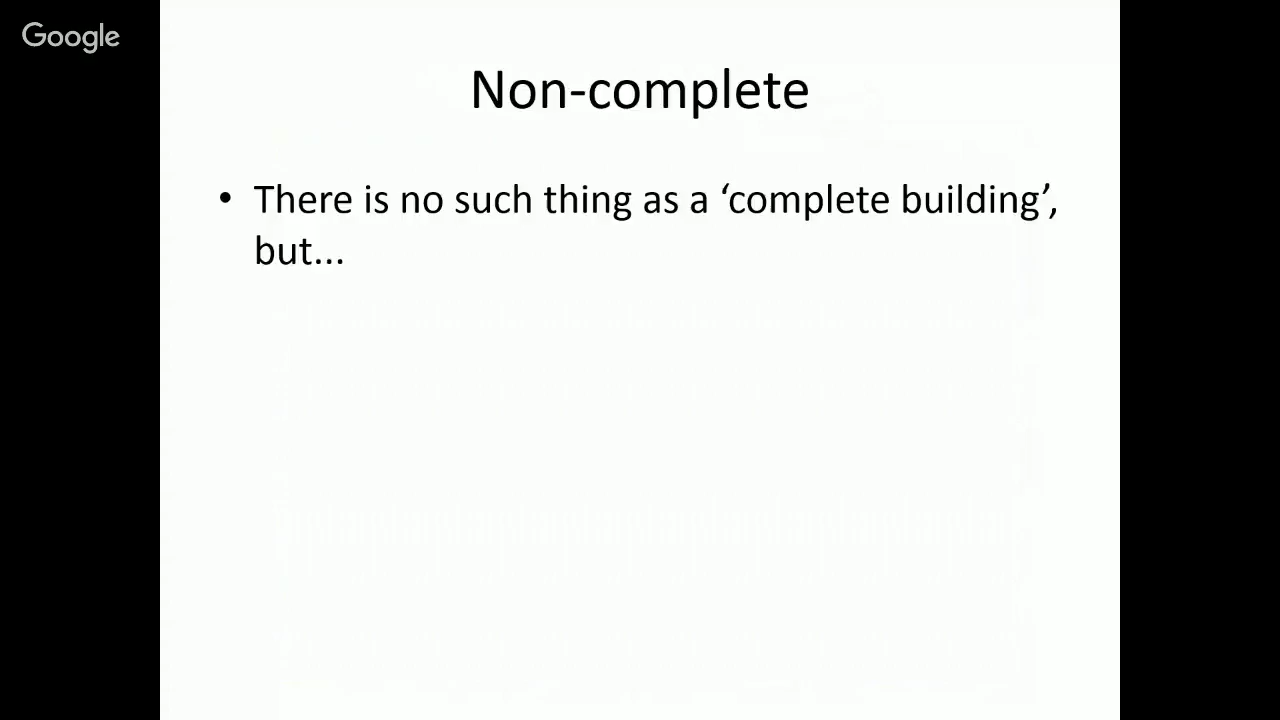 Google
Non-complete
• There is no such thing as a ‘complete building’,
but...